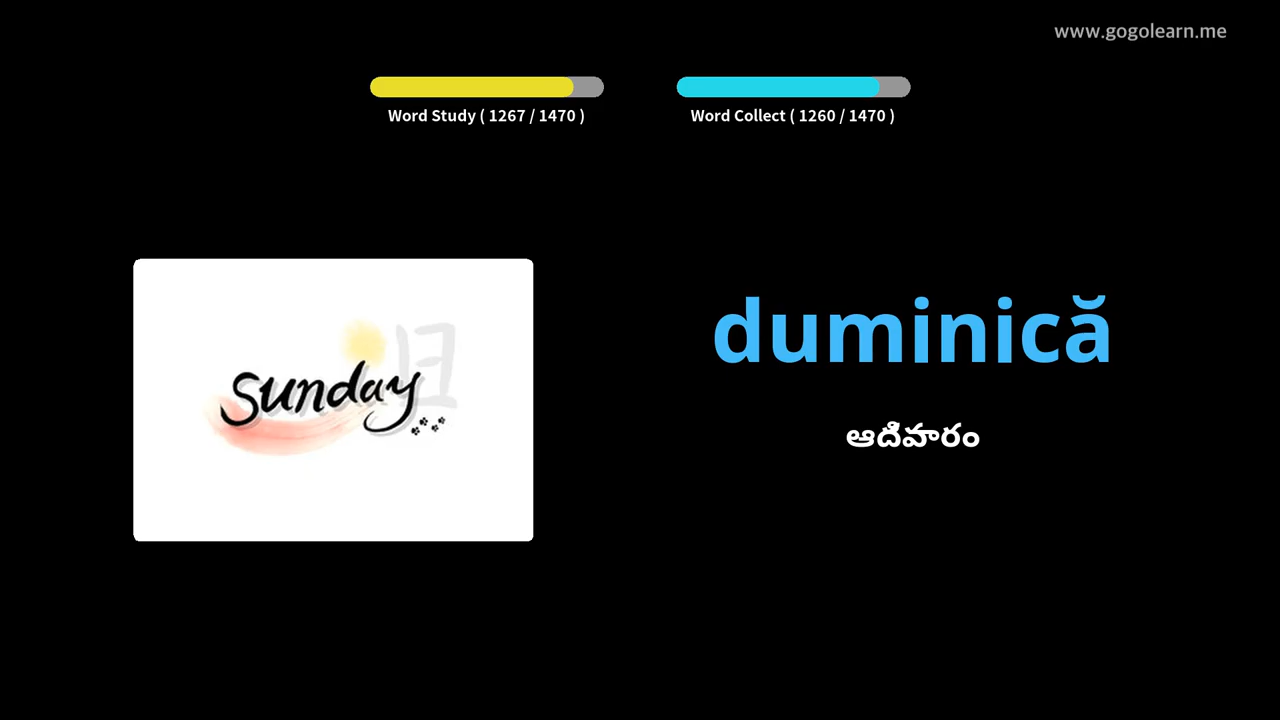 www.gogolearn.me
Word Study ( 1267 / 1470 )
Word Collect ( 1260 / 1470 )
Sunday
duminică
ఆదివారం